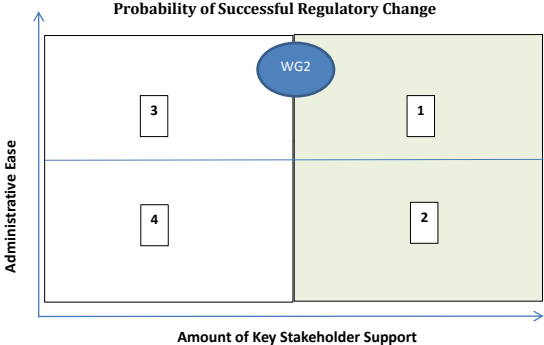 Probability of Successful Regulatory Change
WG2
3
1
4
2
Administrative Ease
Amount of Key Stakeholder Support